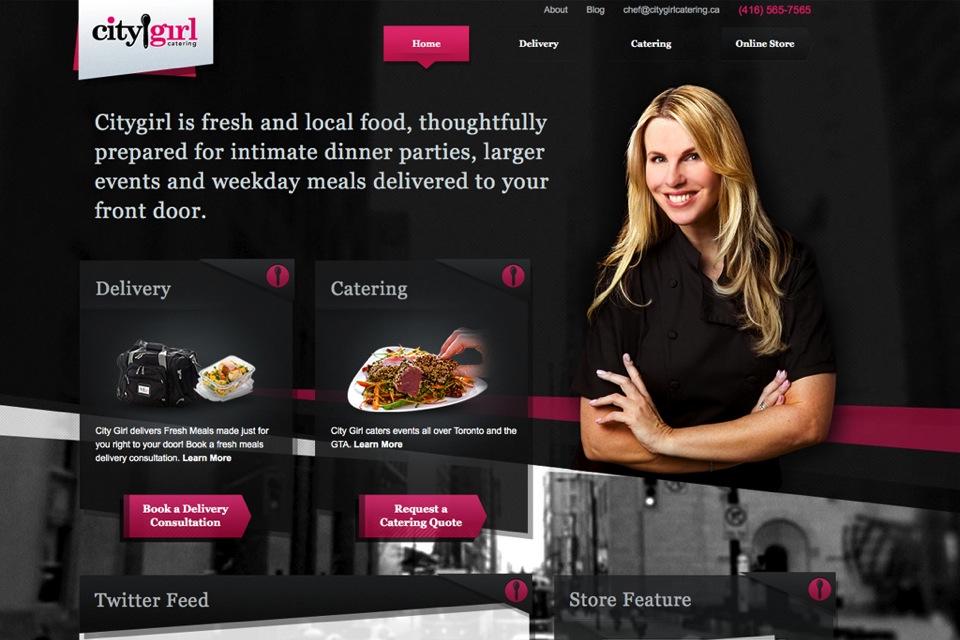 city girl
catering
About Blog chef@citygirlcatering.ca (416) 565-7565
Home Delivery Catering Online Store
Citygirl is fresh and local food, thoughtfully
prepared for intimate dinner parties, larger
events and weekday meals delivered to your
front door.
Delivery
City Girl delivers Fresh Meals made just for
you right to your door! Book a fresh meals
delivery consultation. Learn More
Book a Delivery
Consultation
Catering
City Girl caters events all over Toronto and the
GTA. Learn More
Request a
Catering Quote
Twitter Feed
Store Feature